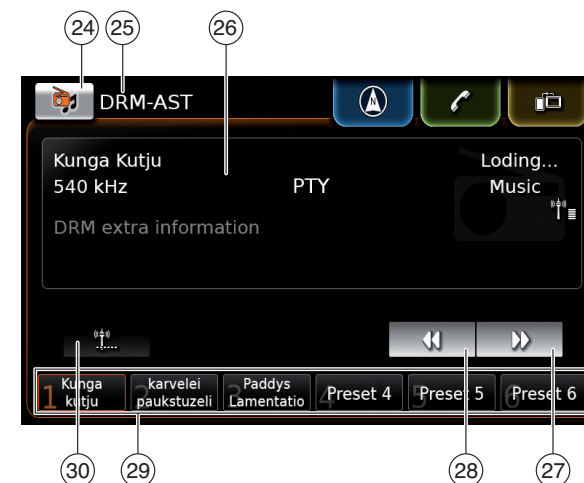 24 25 26
DRM-AST
N
Kunga Kutju Loding...
540 kHz PTY Music
DRM extra information
1 Kunga kutju 2 karvelei paukstuzeli 3 Paddys Lamentatio 4 Preset 4 5 Preset 5 6 Preset 6
30 29 28 27